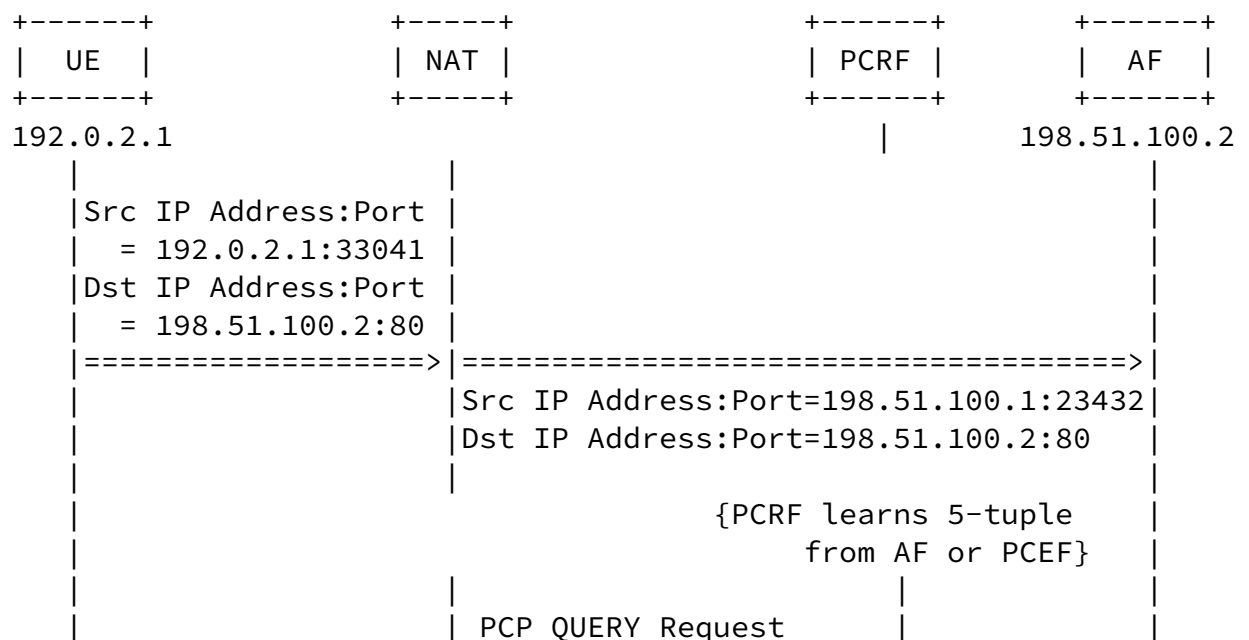 +------+ +-----+ +------+ +------+
| UE | | NAT | | PCRF | | AF |
+------+ +-----+ +------+ +------+
192.0.2.1 | 198.51.100.2
| | |
|Src IP Address:Port | |
| = 192.0.2.1:33041 | |
|Dst IP Address:Port | |
| = 198.51.100.2:80 | |
|===================>|=====================================>|
| |Src IP Address:Port=198.51.100.1:23432|
| |Dst IP Address:Port=198.51.100.2:80 |
| | |
| {PCRF learns 5-tuple |
| from AF or PCEF} |
| | | |
| | PCP QUERY Request | |